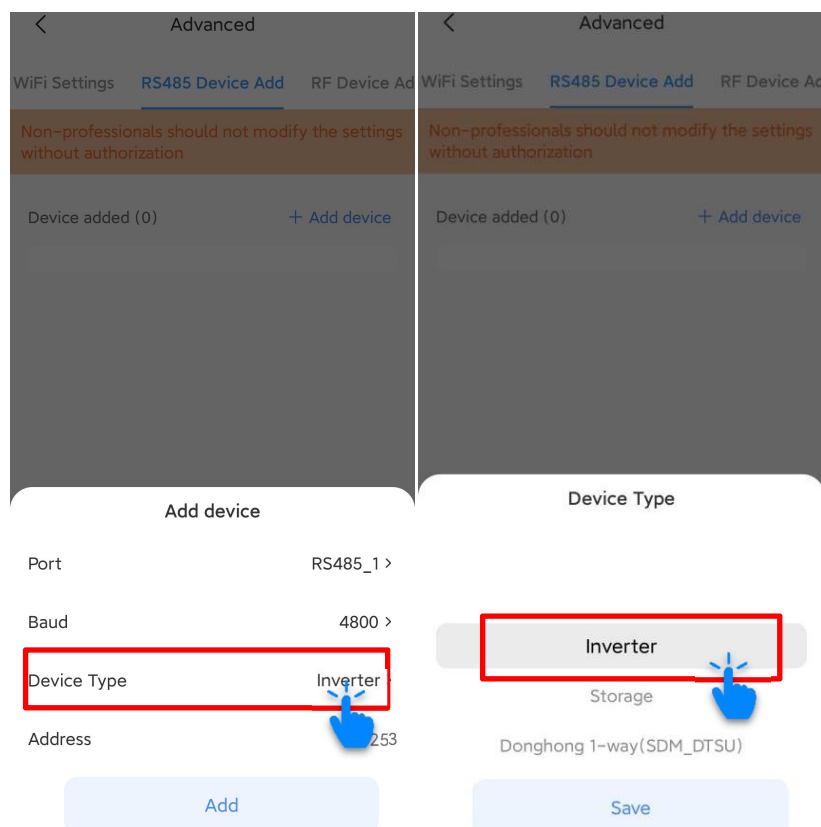 Advanced
WiFi Settings RS485 Device Add RF Device Ad
Non-professionals should not modify the settings
without authorization
Device added (0) + Add device
Add device
Port RS485_1 >
Baud 4800 >
Device Type Inverter
Address 253
Add
Advanced
WiFi Settings RS485 Device Add RF Device Ad
Non-professionals should not modify the settings
without authorization
Device added (0) + Add device
Device Type
Inverter
Storage
Donghong 1-way(SDM_DTSU)
Save